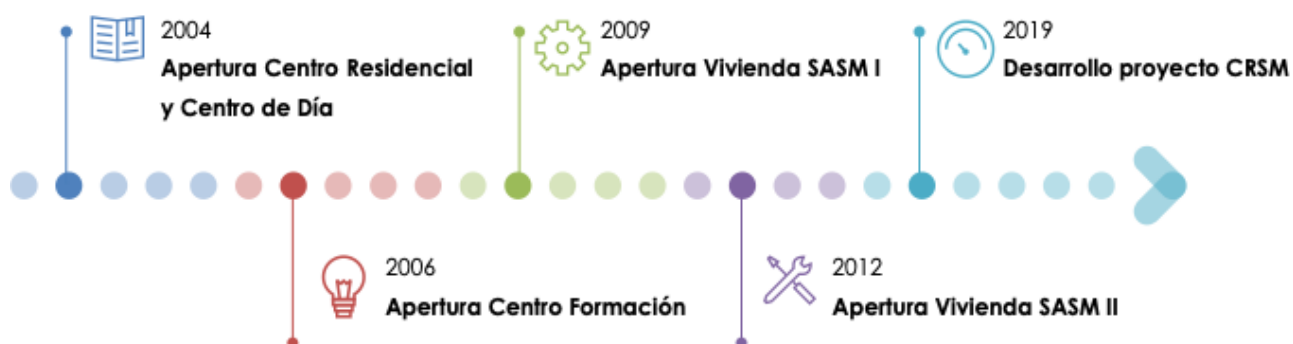 2004
Apertura Centro Residencial
y Centro de Día
2009
Apertura Vivienda SASM I
2019
Desarrollo proyecto CRSM
2006
Apertura Centro Formación
2012
Apertura Vivienda SASM II